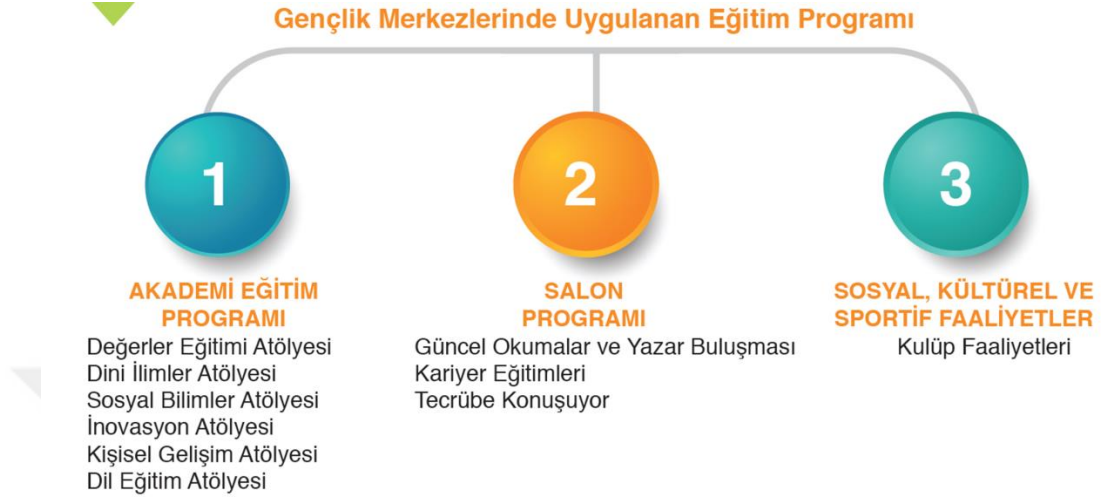 Gençlik Merkezlerinde Uygulanan Eğitim Programı
1
AKADEMİ EĞİTİM
PROGRAMI
Değerler Eğitimi Atölyesi
Dini İlimler Atölyesi
Sosyal Bilimler Atölyesi
İnovasyon Atölyesi
Kişisel Gelişim Atölyesi
Dil Eğitim Atölyesi
2
SALON
PROGRAMI
Güncel Okumalar ve Yazar Buluşması
Kariyer Eğitimleri
Tecrübe Konuşuyor
3
SOSYAL, KÜLTÜREL VE
SPORTİF FAALİYETLER
Kulüp Faaliyetleri